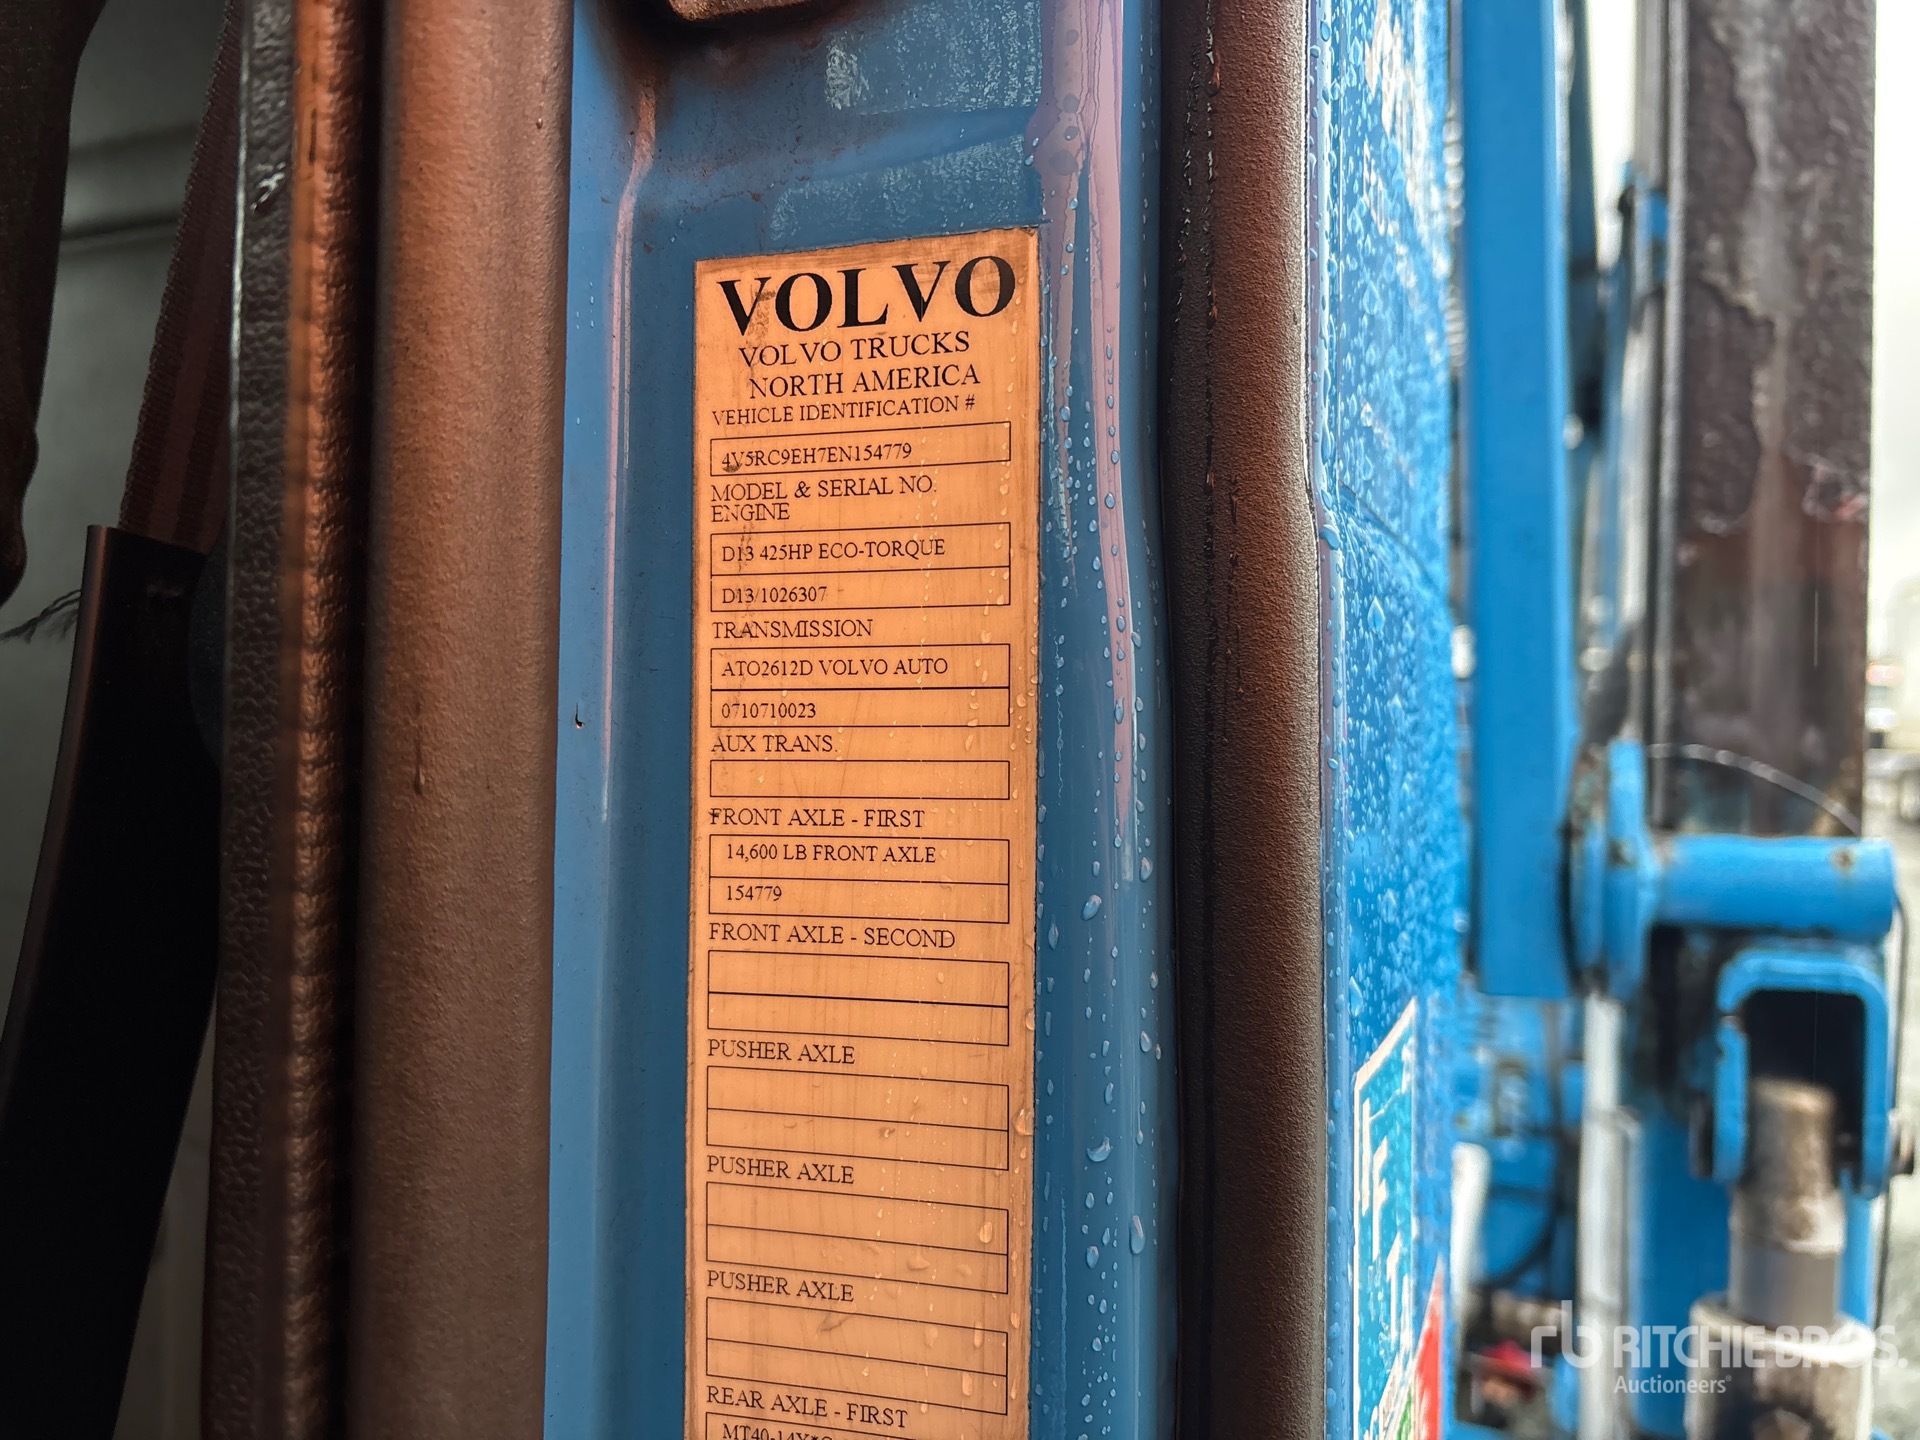 VOLVO
VOLVO TRUCKS
NORTH AMERICA
VEHICLE IDENTIFICATION #
4V5RC9EH7EN154779
MODEL & SERIAL NO.
ENGINE
D13 425HP ECO-TORQUE
D13/1026307
TRANSMISSION
ATO2612D VOLVO AUTO
0710710023
AUX TRANS.
FRONT AXLE - FIRST
14,600 LB FRONT AXLE
154779
FRONT AXLE - SECOND
PUSHER AXLE
PUSHER AXLE
PUSHER AXLE
REAR AXLE - FIRST
rb RITCHIE BROS.
Auctioneers